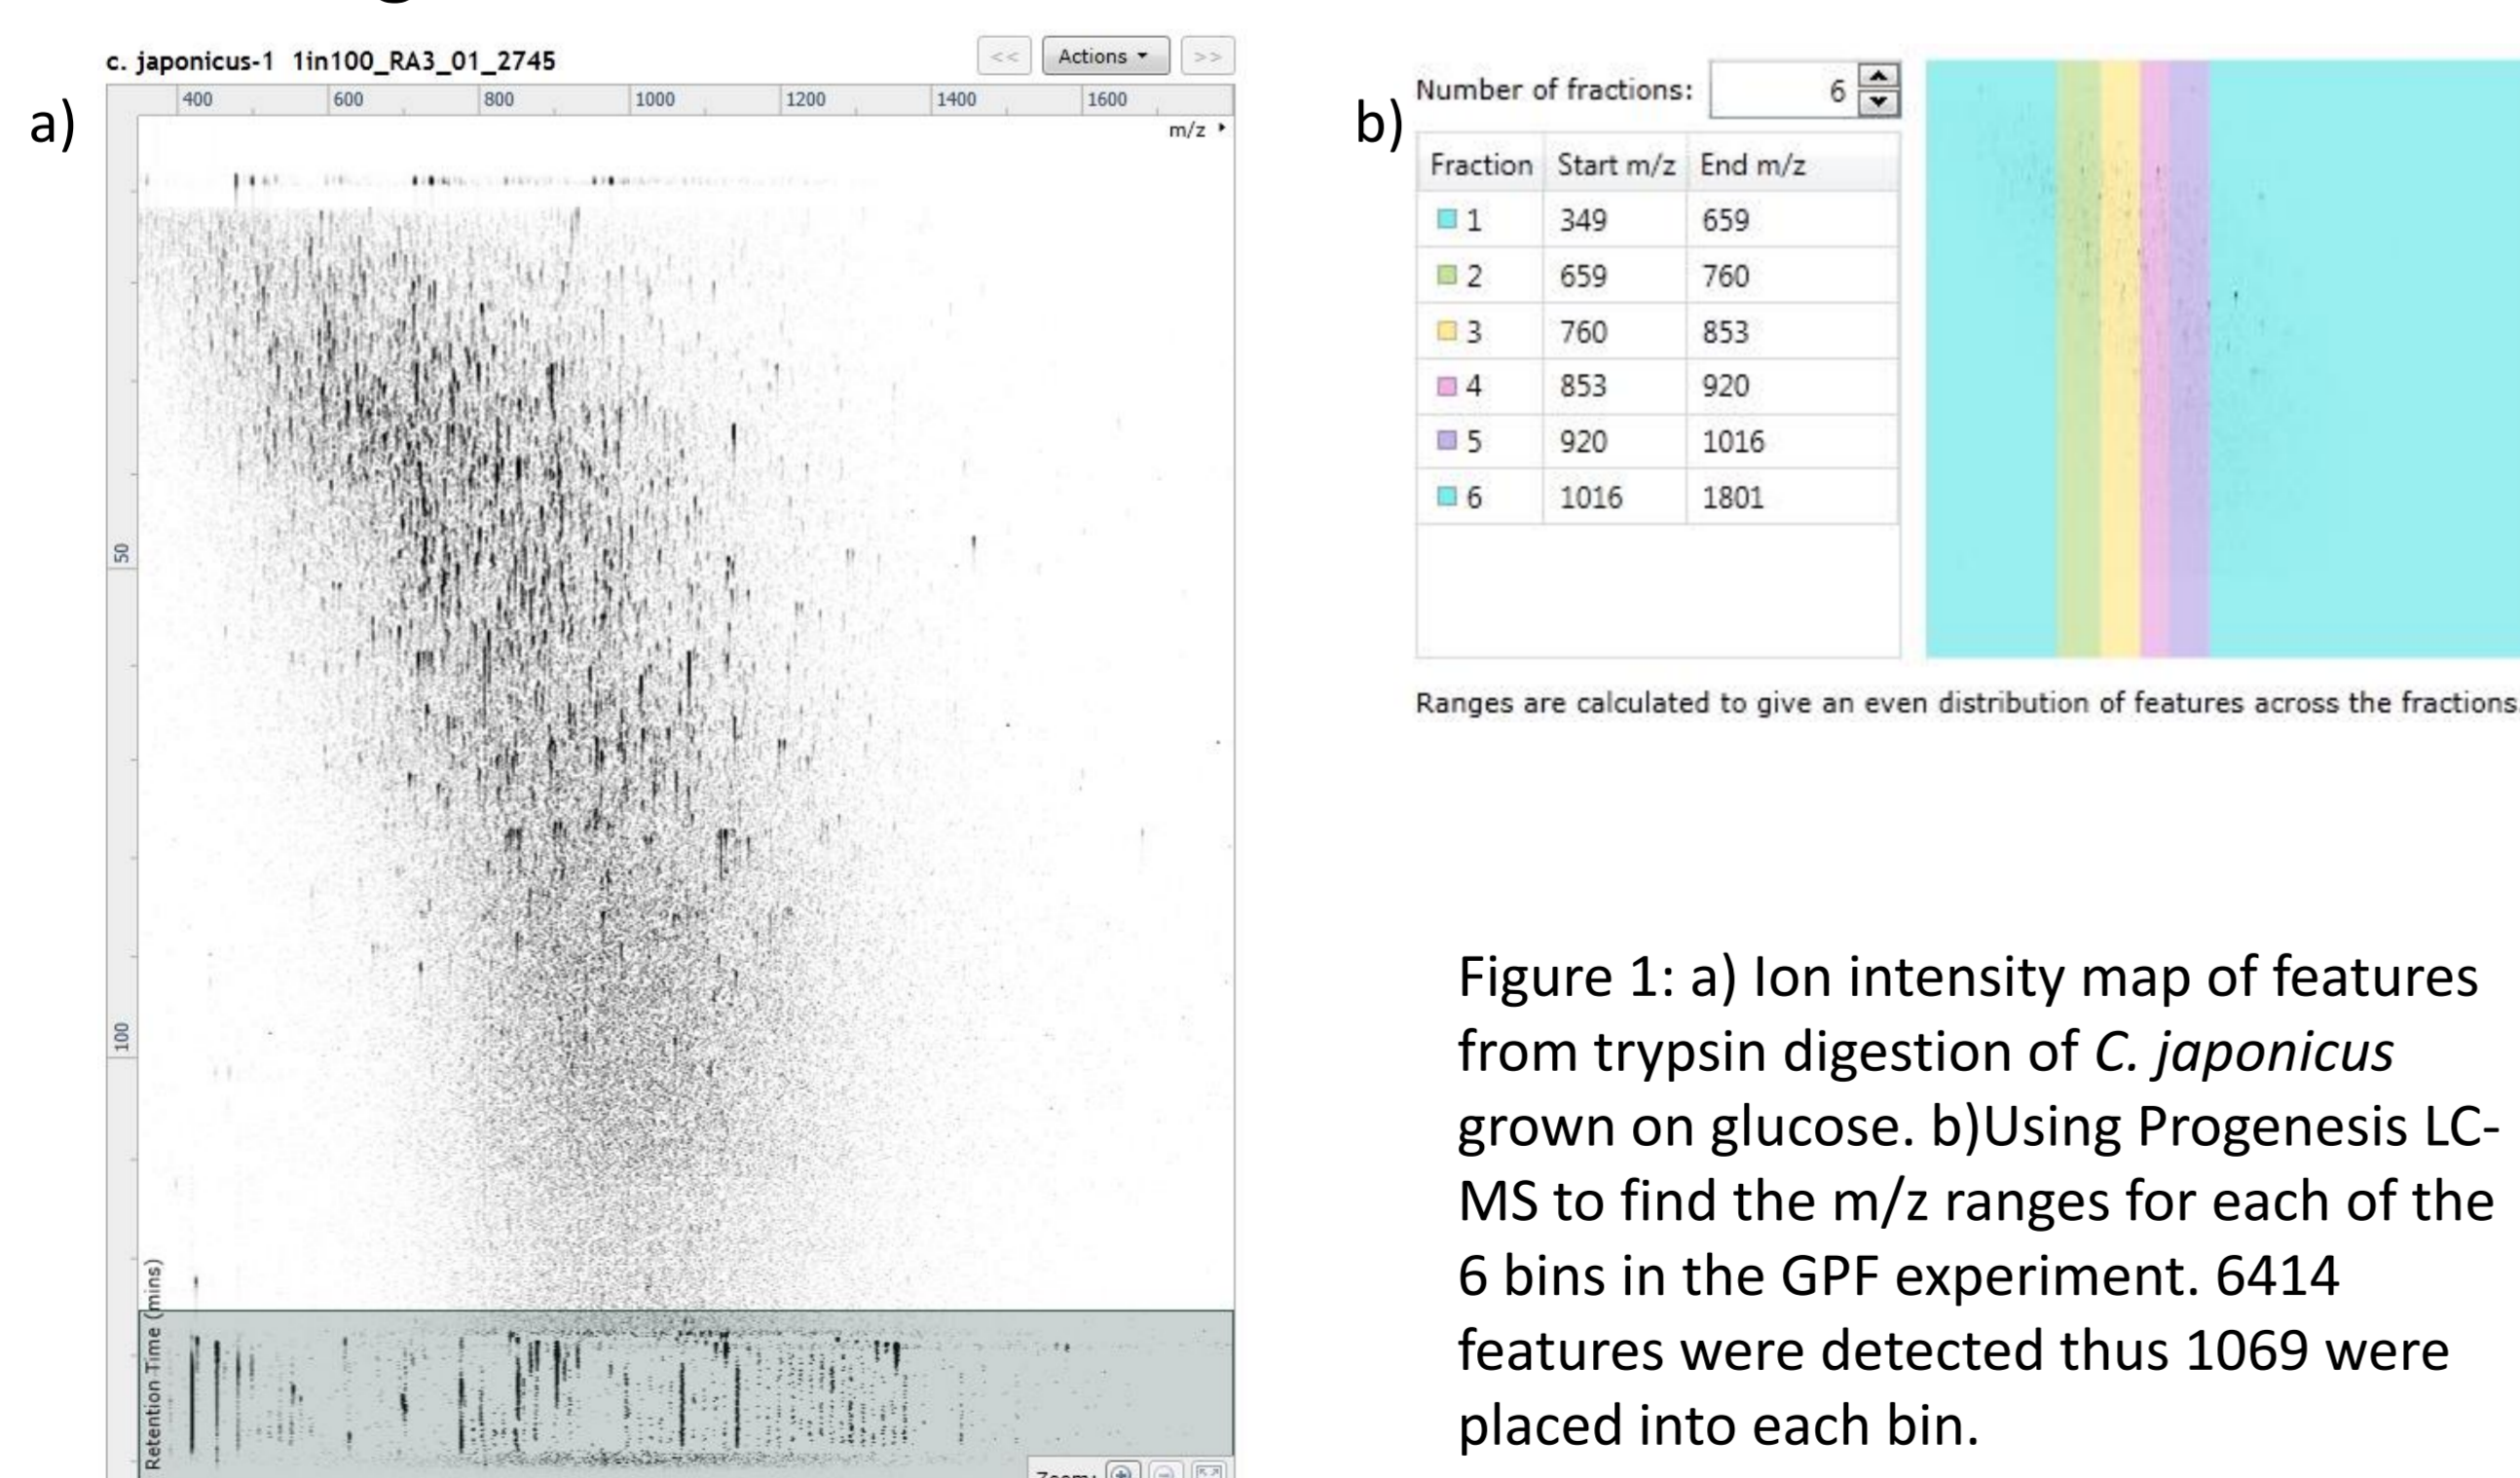 c. japonicus-1 1in100_RA3_01_2745
<< Actions >>
a)
400 600 800 1000 1200 1400 1600
m/z
50
100
Retention Time (mins)
b)
Number of fractions: 6
Fraction Start m/z End m/z
1 349 659
2 659 760
3 760 853
4 853 920
5 920 1016
6 1016 1801
Ranges are calculated to give an even distribution of features across the fractions
Figure 1: a) Ion intensity map of features
from trypsin digestion of C. japonicus
grown on glucose. b)Using Progenesis LC-
MS to find the m/z ranges for each of the
6 bins in the GPF experiment. 6414
features were detected thus 1069 were
placed into each bin.